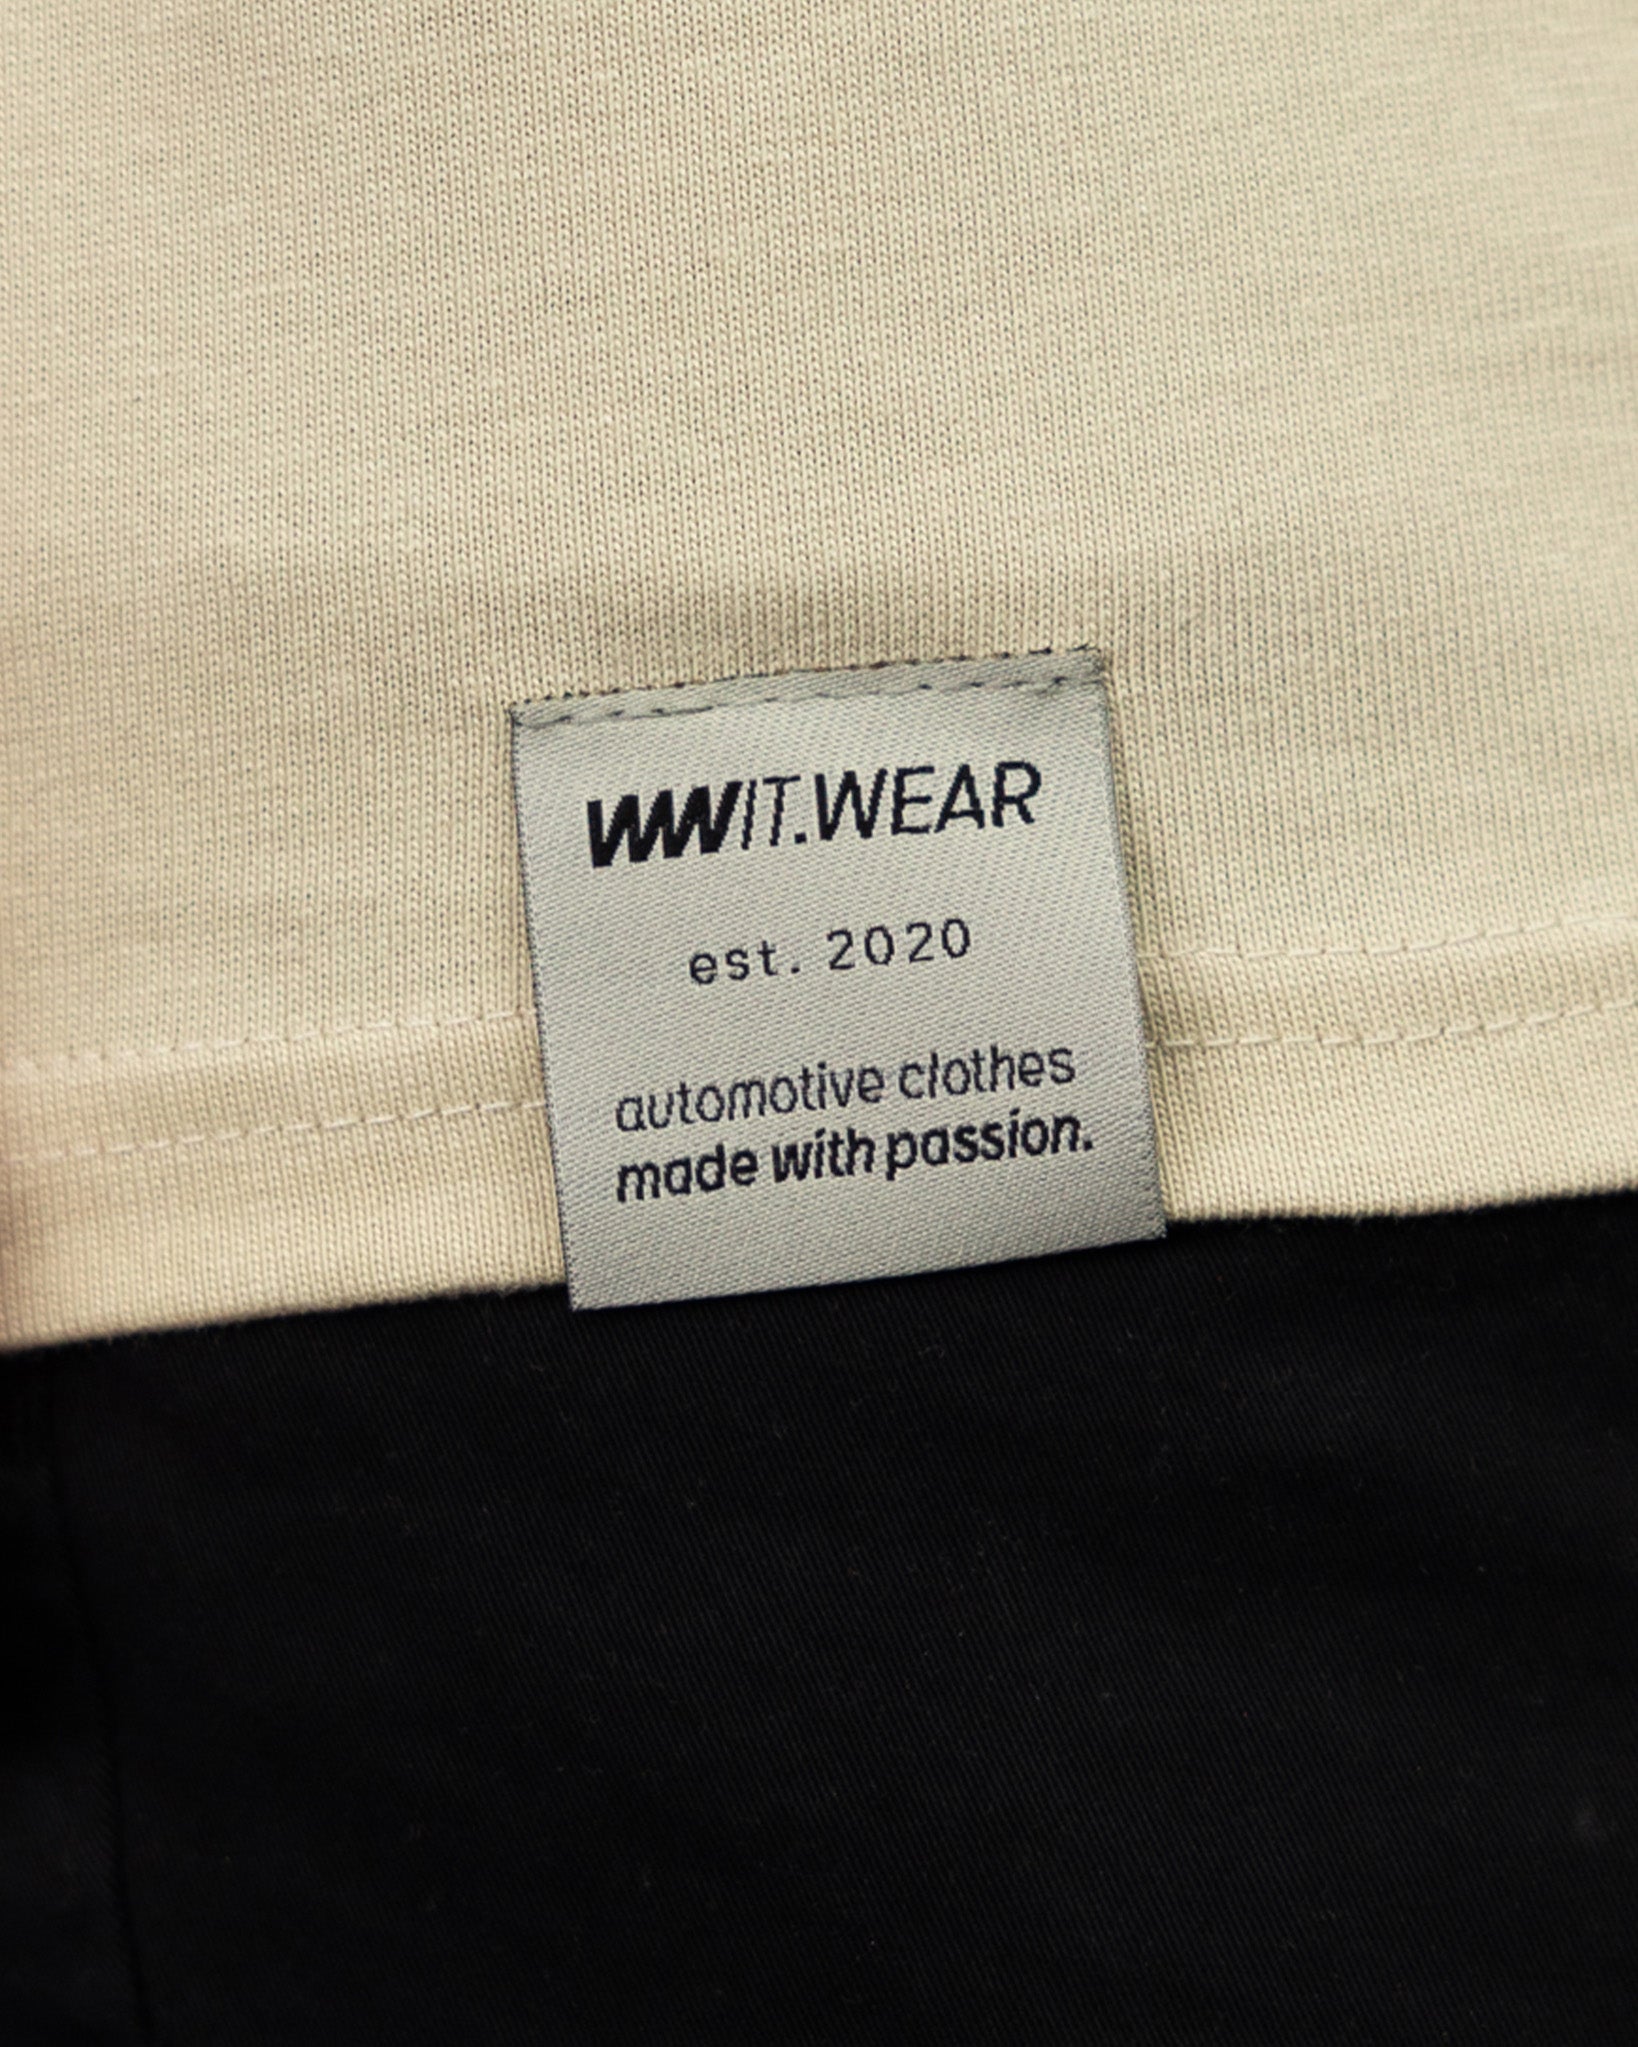 WWIT.WEAR
est. 2020
automotive clothes
made with passion.